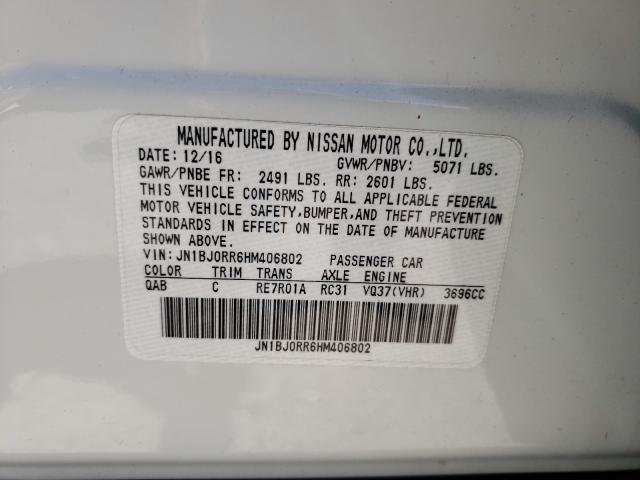 MANUFACTURED BY NISSAN MOTOR CO.,LTD.
DATE: 12/16 GVWR/PNBV: 5071 LBS.
GAWR/PNBE FR: 2491 LBS. RR: 2601 LBS.
THIS VEHICLE CONFORMS TO ALL APPLICABLE FEDERAL
MOTOR VEHICLE SAFETY,BUMPER,AND THEFT PREVENTION
STANDARDS IN EFFECT ON THE DATE OF MANUFACTURE
SHOWN ABOVE.
VIN:JN1BJ0RR6HM406802 PASSENGER CAR
COLOR TRIM TRANS AXLE ENGINE
QAB C RE7R01A RC31 VQ37(VHR) 3696CC
JN1BJ0RR6HM406802